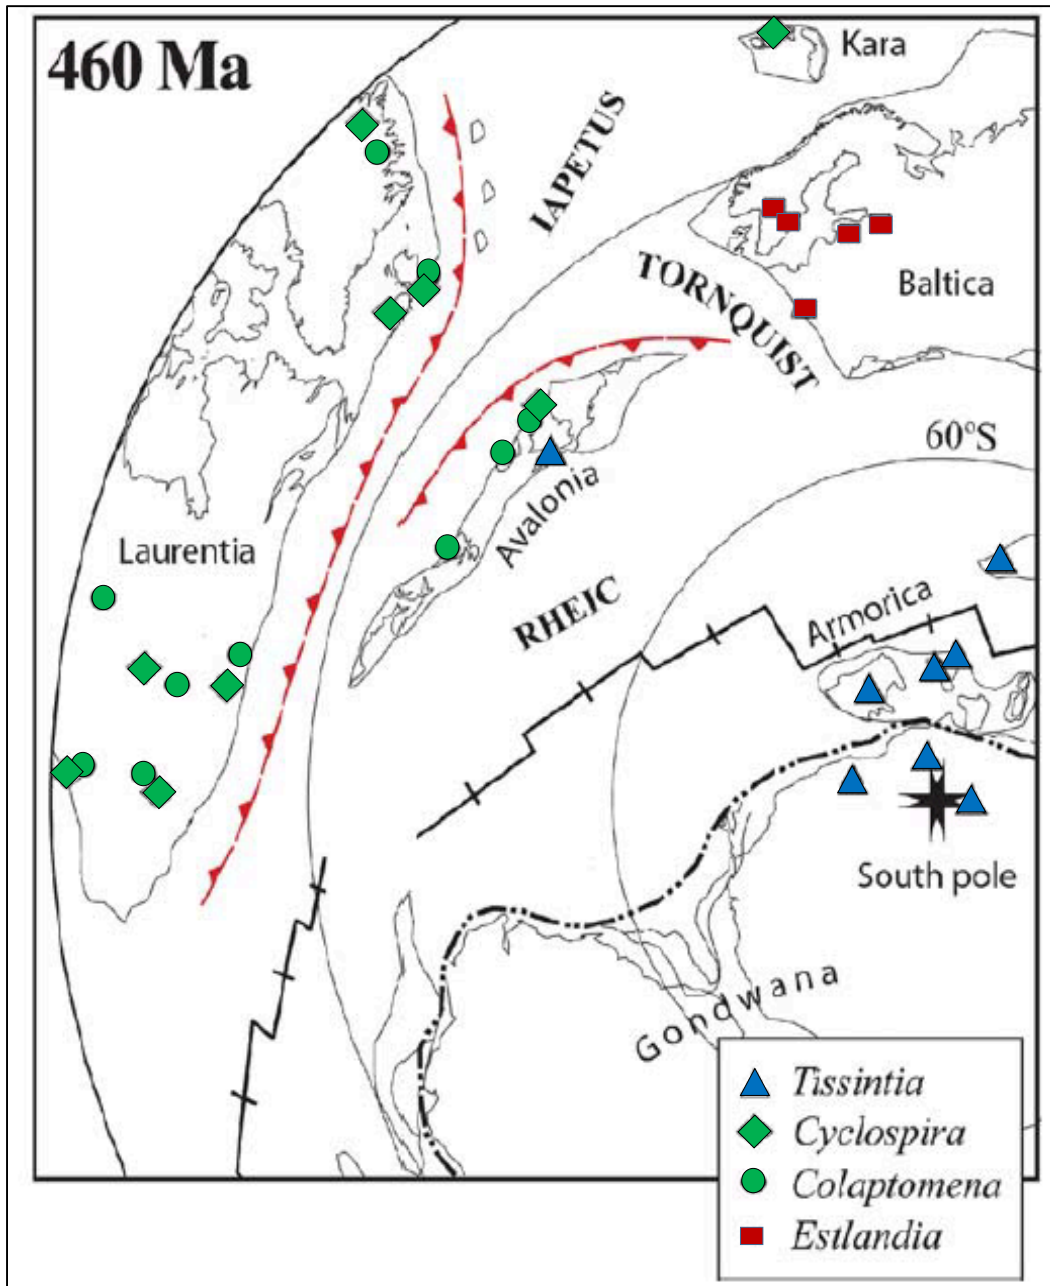 460 Ma
Kara
IAPETUS
Baltica
TORNQUIST
60°S
Avalonia
Laurentia
Armorica
RHEIC
South pole
Gondwana
Tissintia
Cyclospira
Colaptomena
Estlandia